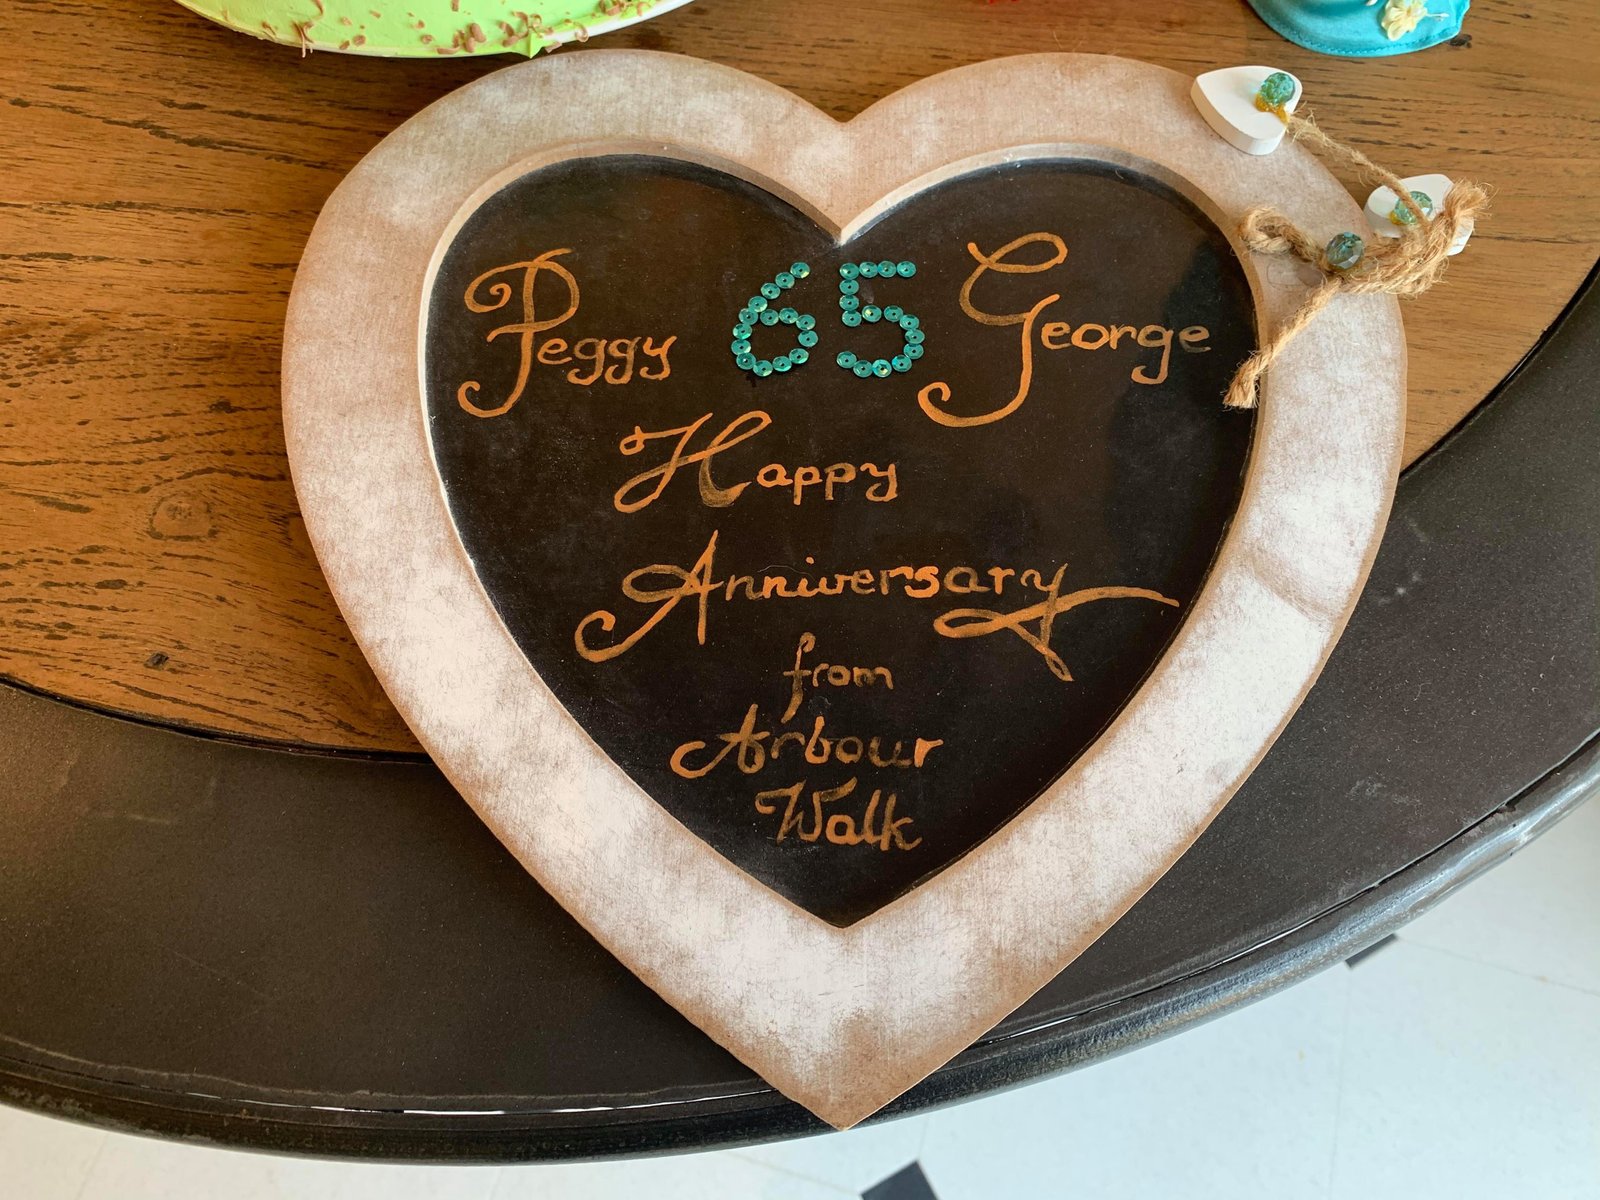 Peggy 65 George
Happy
Anniversary
from
Arbour
Walk